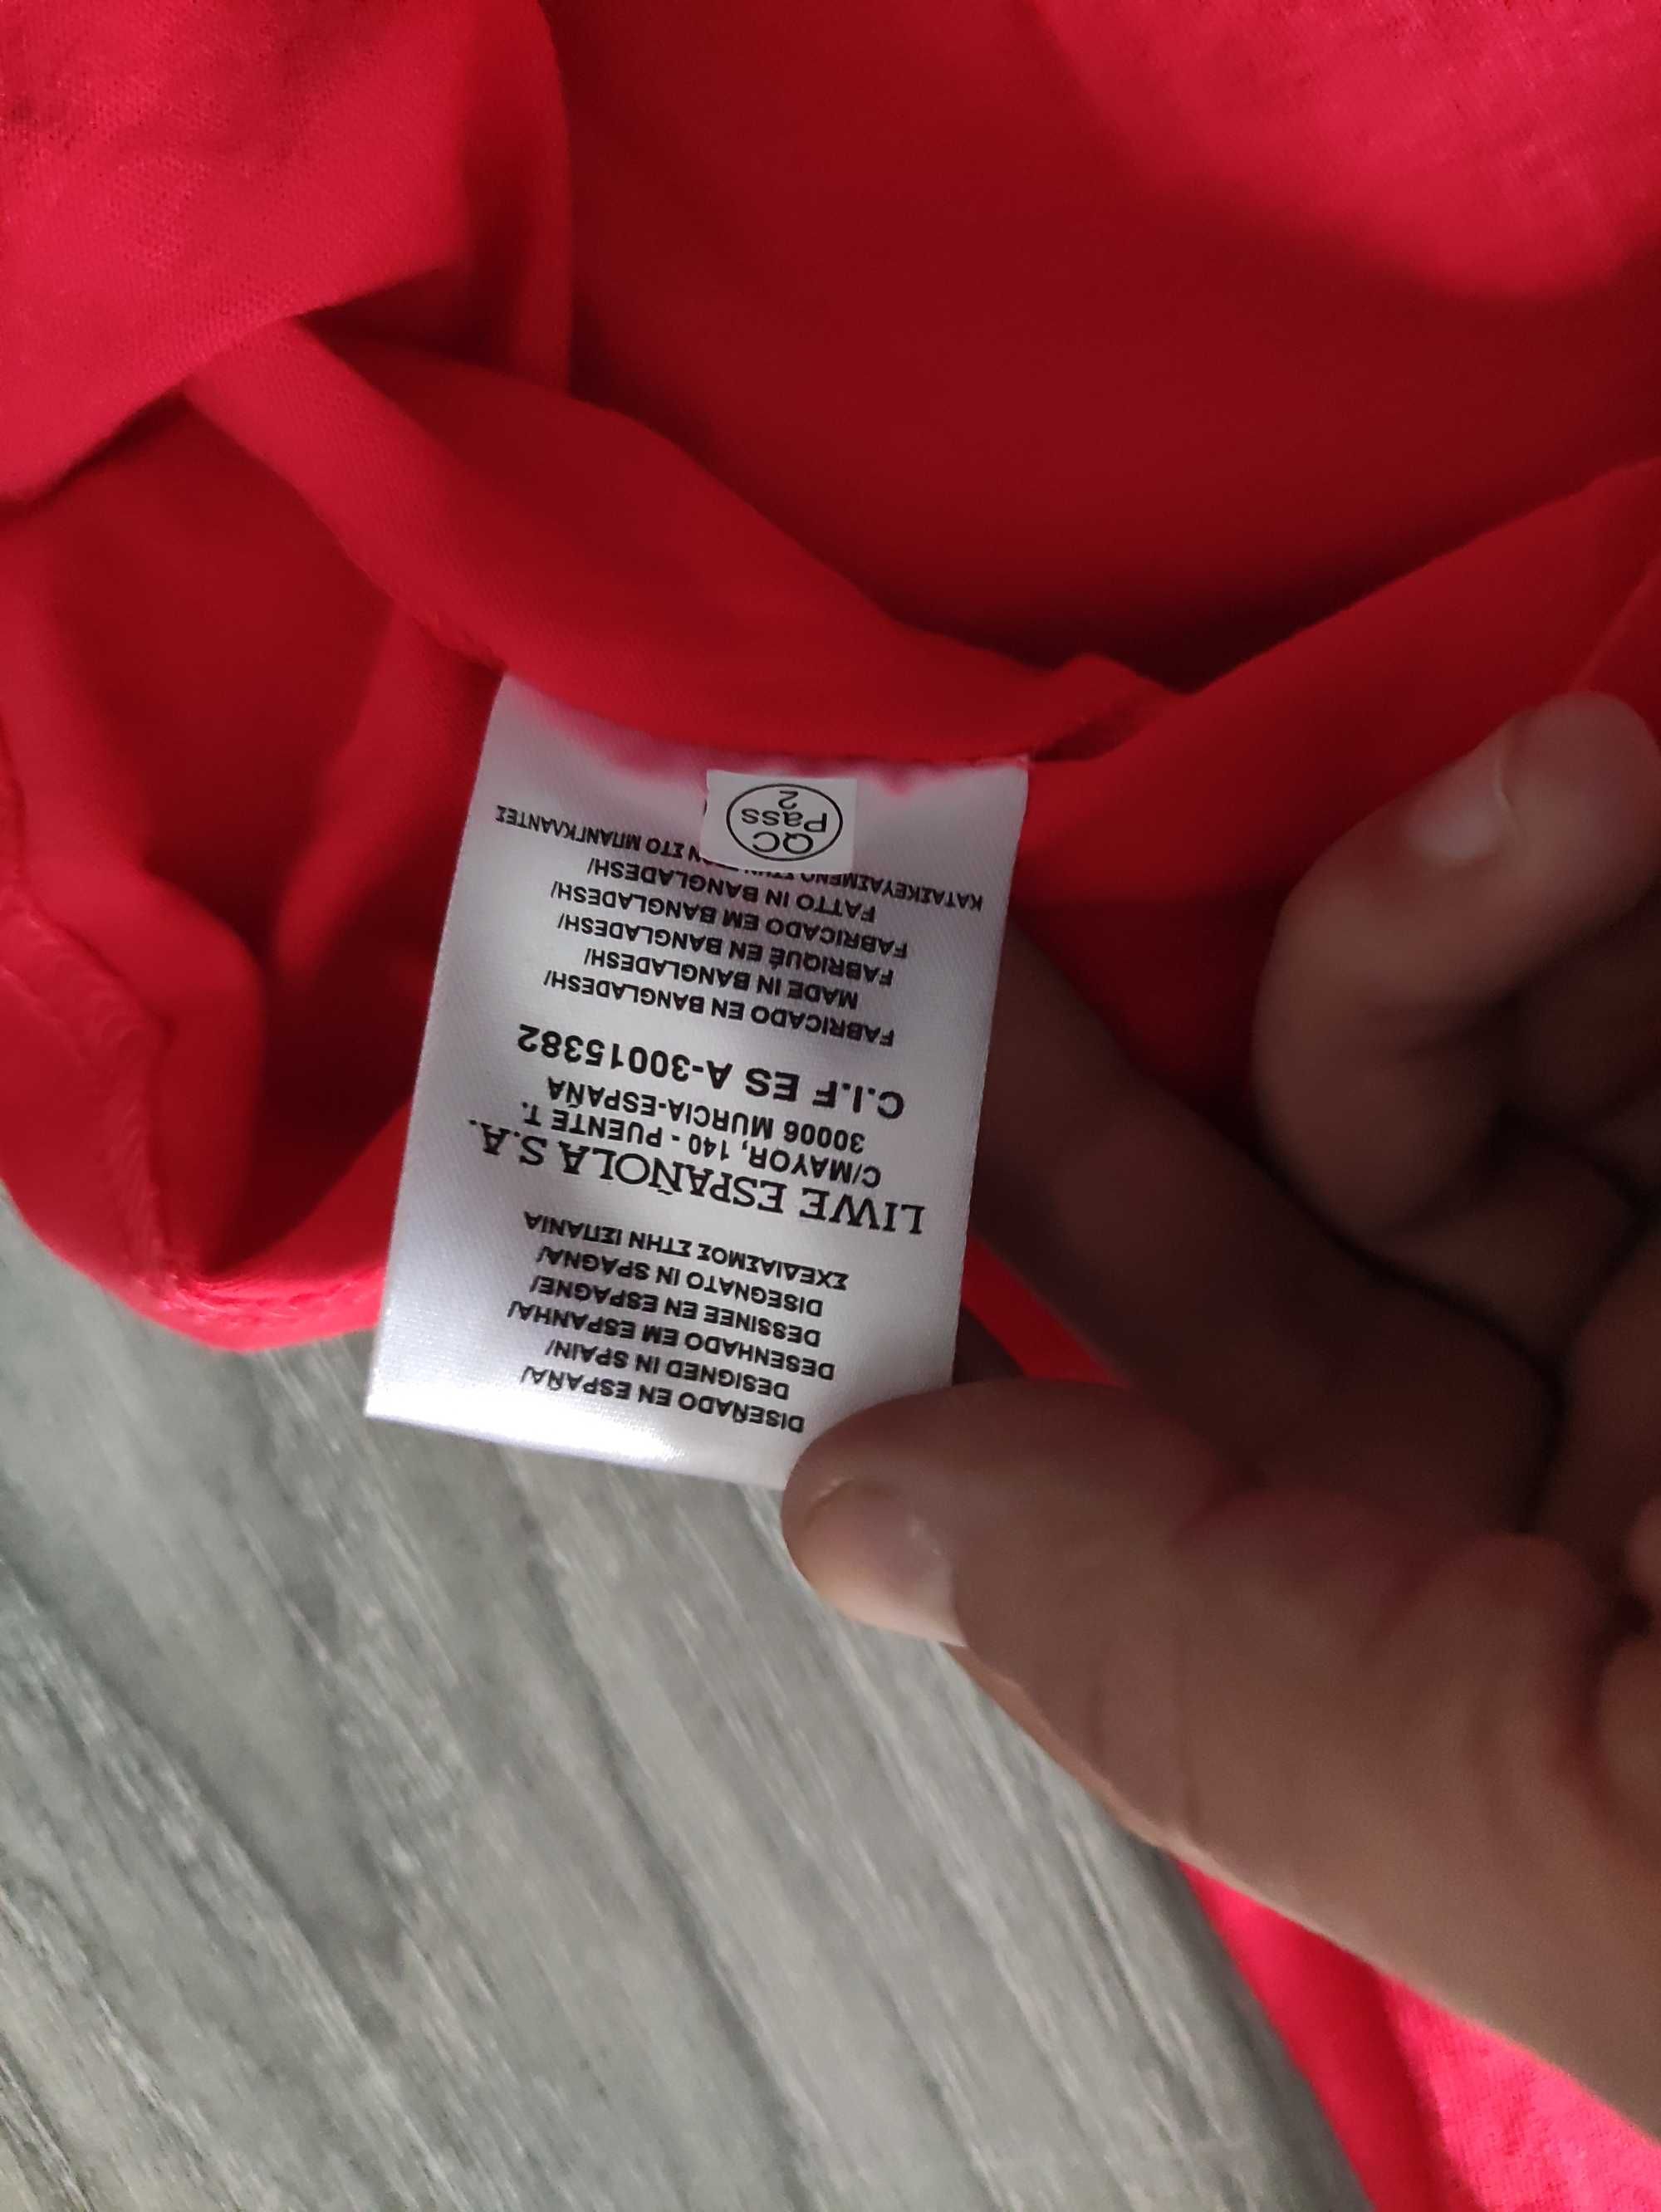 DISEÑADO EN ESPAÑA/
DESIGNED IN SPAIN/
DESENHADO EM ESPANHA/
DESSINEE EN ESPAGNE/
DISEGNATO IN SPAGNA/
ΣΧΕΔΙΑΣΜΟΣ ΣΤΗΝ ΙΣΠΑΝΙΑ
LIWE ESPAÑOLA S.A.
C/MAYOR, 140 - PUENTE T.
30006 MURCIA-ESPAÑA
C.I.F ES A-30015382
FABRICADO EN BANGLADESH/
MADE IN BANGLADESH/
FABRIQUÉ EN BANGLADESH/
FABRICADO EM BANGLADESH/
FATTO IN BANGLADESH/
ΣΤΟ ΜΠΑΝΓΚΛΑΝΤΕΣ
QC
Pass
2